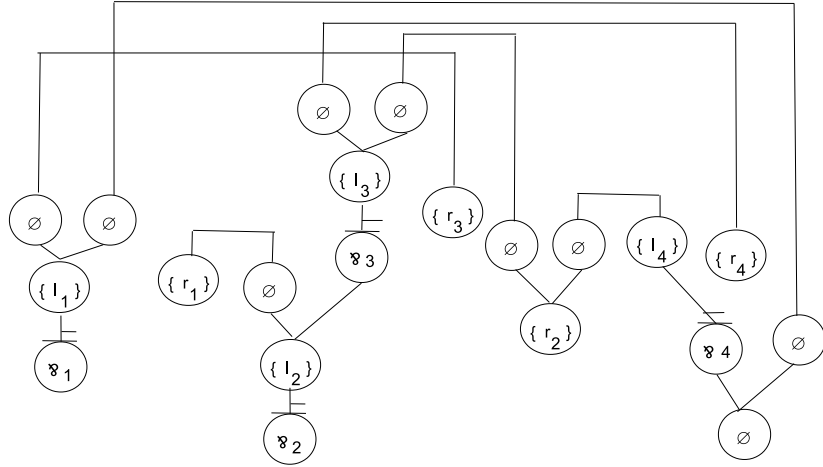 ∅ ∅
{ l₃ }
∅ ∅ { r₃ }
{ r₁ } ∅ ⅋₃ ∅ ∅ { l₄ } { r₄ }
{ l₁ }
{ r₂ } ⅋₄ ∅
⅋₁ { l₂ }
⅋₂ ∅